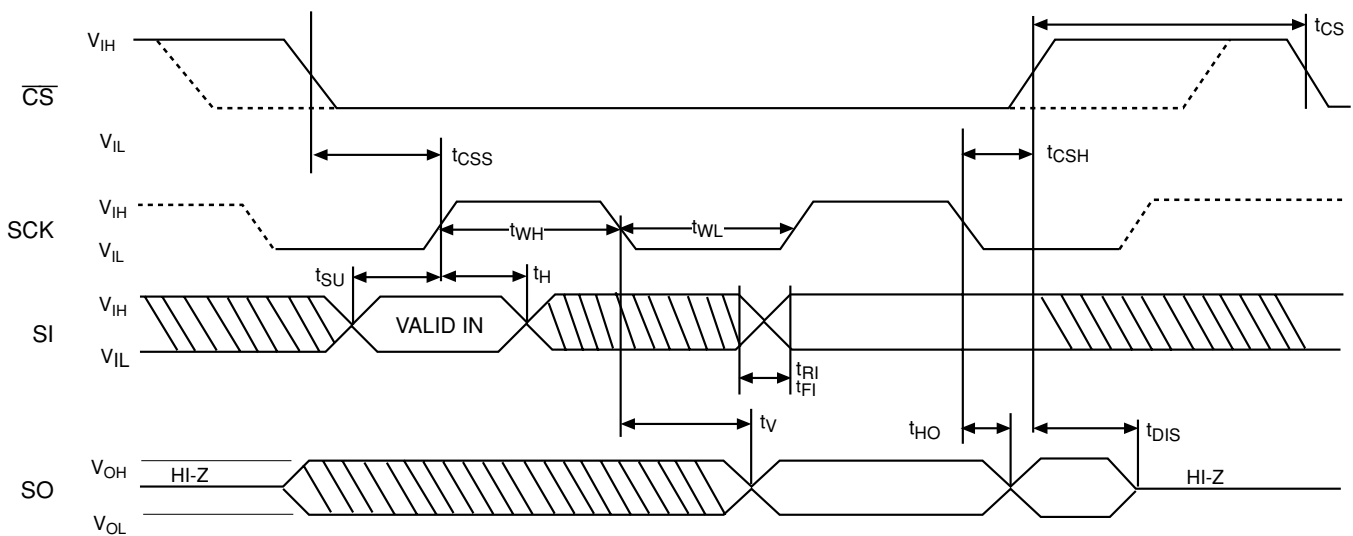 VIH
tCS
CS
VIL
tCSS
tCSH
VIH
SCK
tWH
tWL
VIL
tSU
tH
VIH
VALID IN
SI
VIL
tRI
tFI
tV
tHO
tDIS
VOH
HI-Z
HI-Z
SO
VOL